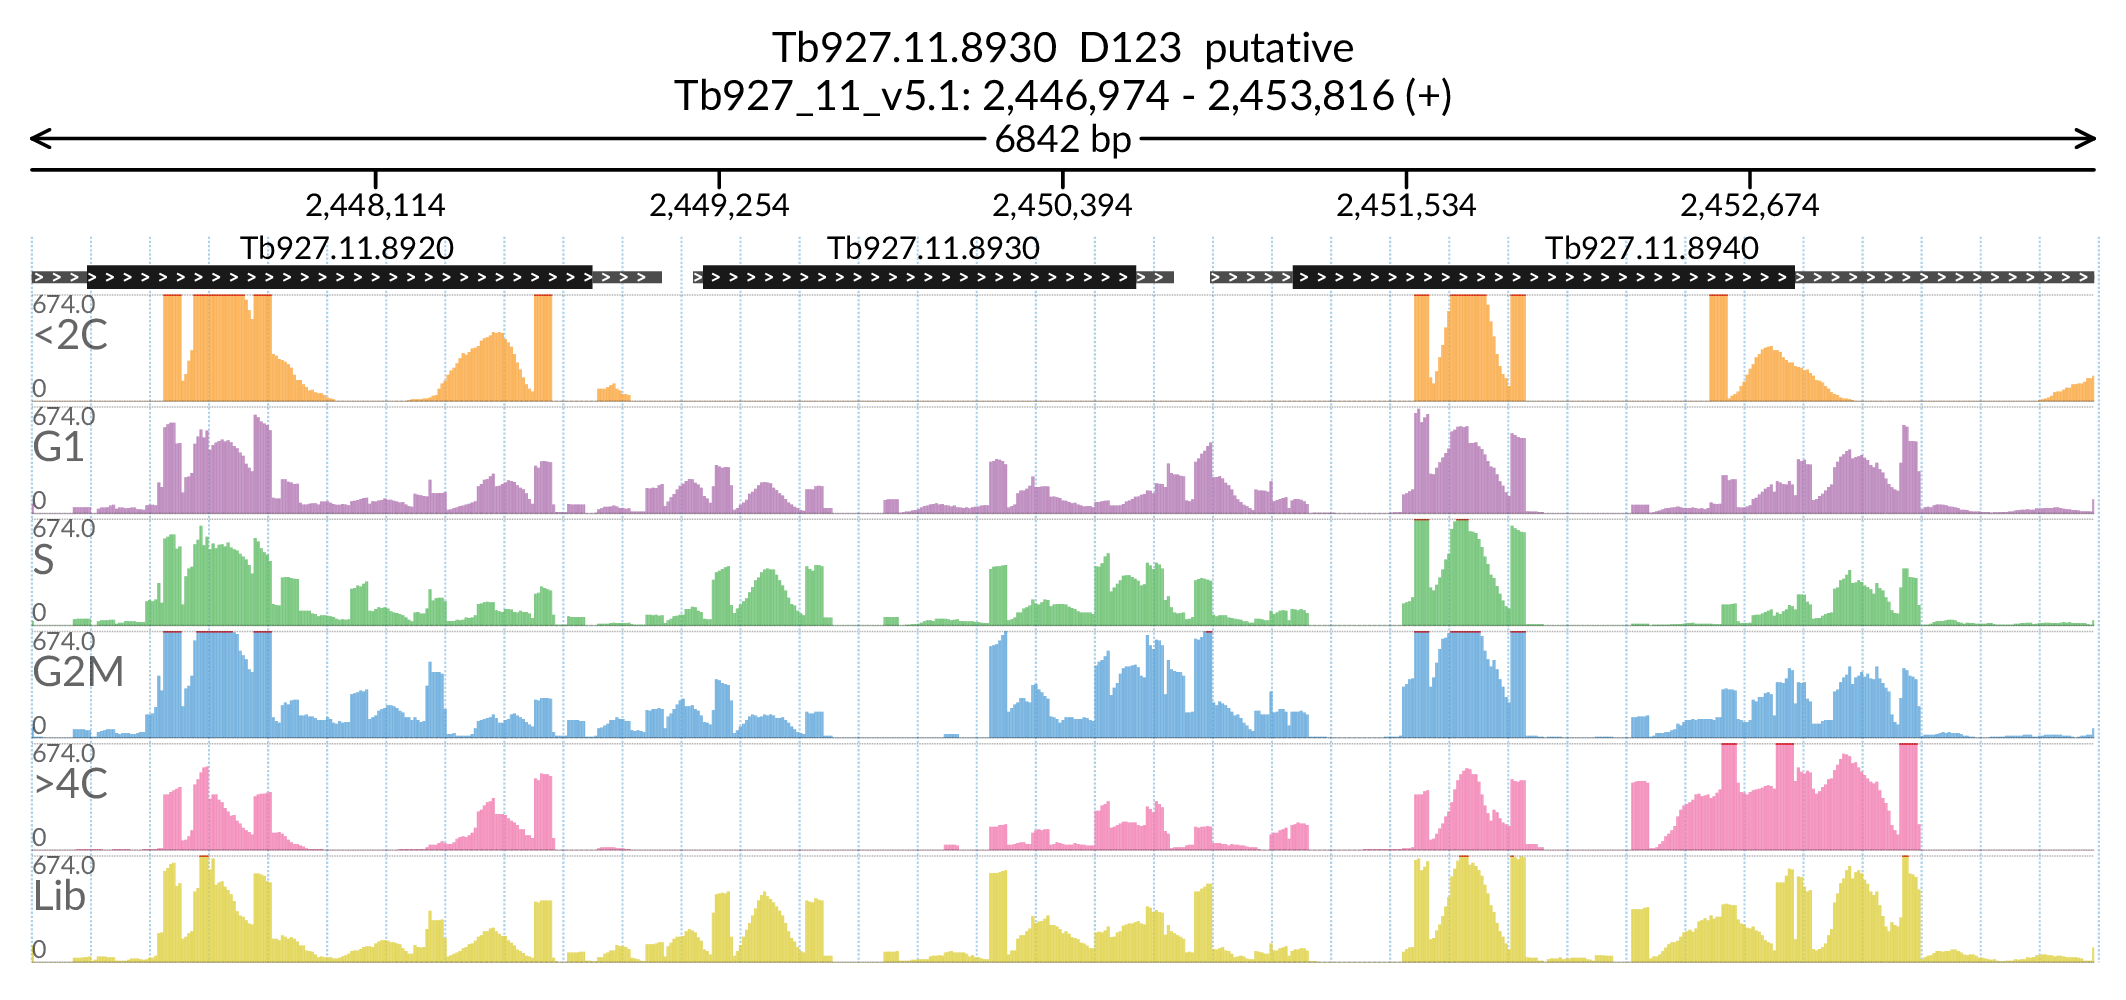 Tb927.11.8930 D123 putative
Tb927_11_v5.1: 2,446,974 - 2,453,816 (+)
6842 bp
2,448,114 2,449,254 2,450,394 2,451,534 2,452,674
Tb927.11.8920 Tb927.11.8930 Tb927.11.8940
674.0
<2C
0
674.0
G1
0
674.0
S
0
674.0
G2M
0
674.0
>4C
0
674.0
Lib
0